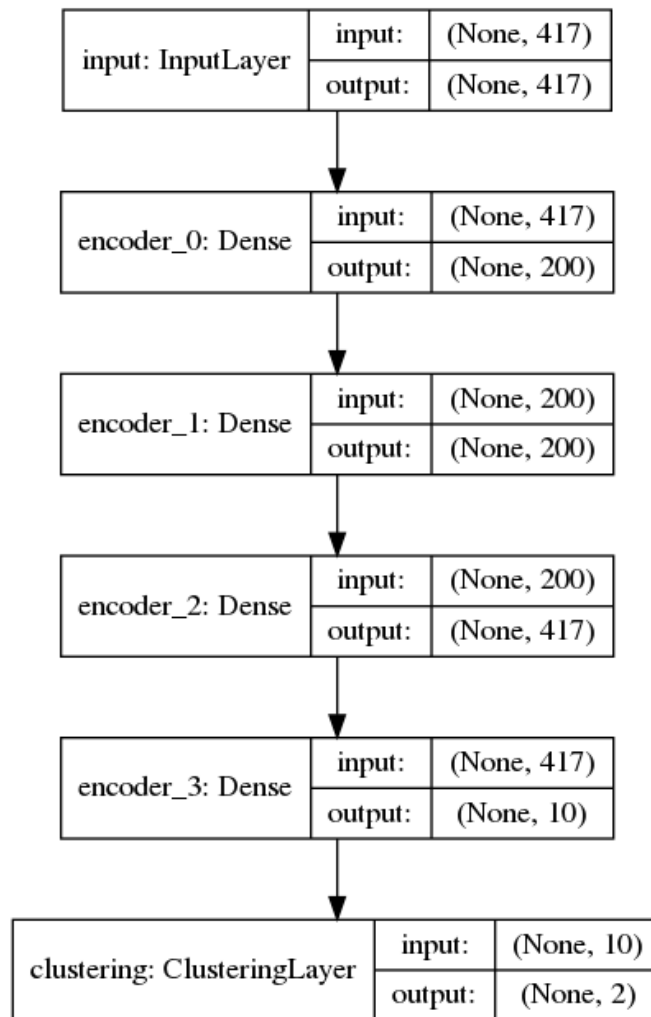 input: InputLayer
input: (None, 417)
output: (None, 417)
encoder_0: Dense
input: (None, 417)
output: (None, 200)
encoder_1: Dense
input: (None, 200)
output: (None, 200)
encoder_2: Dense
input: (None, 200)
output: (None, 417)
encoder_3: Dense
input: (None, 417)
output: (None, 10)
clustering: ClusteringLayer
input: (None, 10)
output: (None, 2)